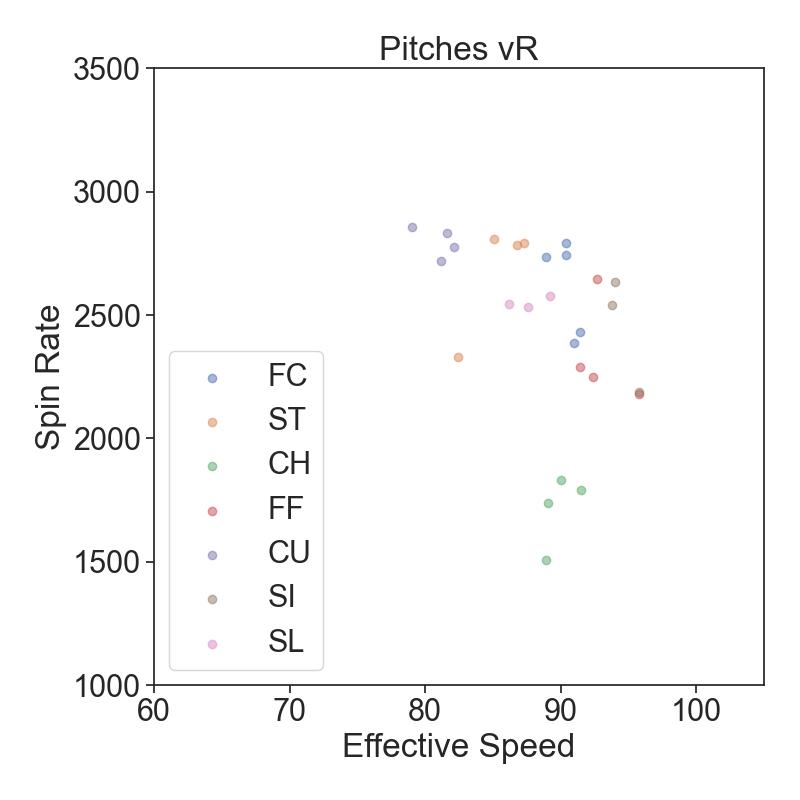 Pitches vR
3500
3000
2500
2000
1500
1000
Spin Rate
FC
ST
CH
FF
CU
SI
SL
60 70 80 90 100
Effective Speed